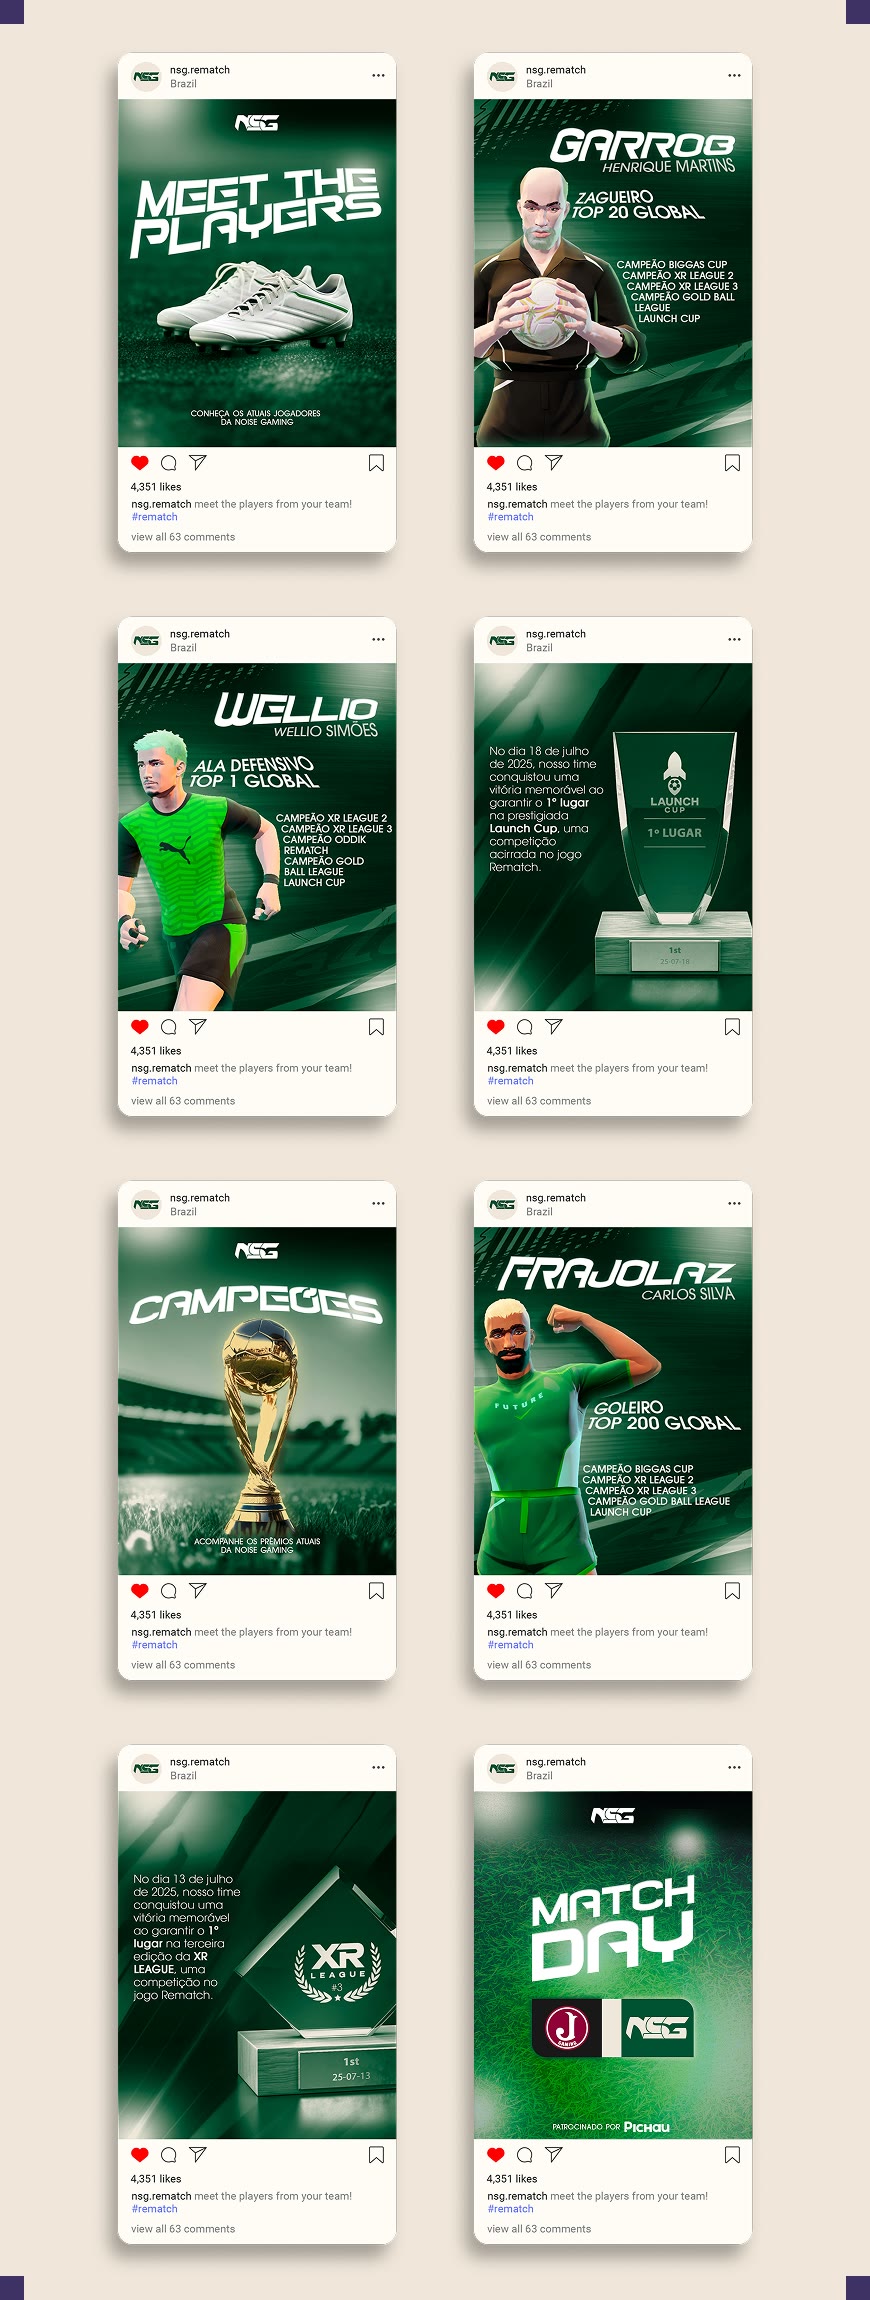 NSG
nsg.rematch
Brazil
NSG
MEET THE
PLAYERS
CONHEÇA OS ATUAIS JOGADORES
DA NOISE GAMING
4,351 likes
nsg.rematch meet the players from your team!
#rematch
view all 63 comments
NSG
nsg.rematch
Brazil
GARROB
HENRIQUE MARTINS
ZAGUEIRO
TOP 20 GLOBAL
CAMPEÃO BIGGAS CUP
CAMPEÃO XR LEAGUE 2
CAMPEÃO XR LEAGUE 3
CAMPEÃO GOLD BALL
LEAGUE
LAUNCH CUP
4,351 likes
nsg.rematch meet the players from your team!
#rematch
view all 63 comments
NSG
nsg.rematch
Brazil
WELLIO
WELLIO SIMÕES
ALA DEFENSIVO
TOP 1 GLOBAL
CAMPEÃO XR LEAGUE 2
CAMPEÃO XR LEAGUE 3
CAMPEÃO ODDIK
REMATCH
CAMPEÃO GOLD
BALL LEAGUE
LAUNCH CUP
4,351 likes
nsg.rematch meet the players from your team!
#rematch
view all 63 comments
NSG
nsg.rematch
Brazil
No dia 18 de julho
de 2025, nosso time
conquistou uma
vitória memorável ao
garantir o 1º lugar
na prestigiada
Launch Cup, uma
competição
acirrada no jogo
Rematch.
LAUNCH
CUP
1º LUGAR
1st
25-07-18
4,351 likes
nsg.rematch meet the players from your team!
#rematch
view all 63 comments
NSG
nsg.rematch
Brazil
NSG
CAMPEÕES
ACOMPANHE OS PRÊMIOS ATUAIS
DA NOISE GAMING
4,351 likes
nsg.rematch meet the players from your team!
#rematch
view all 63 comments
NSG
nsg.rematch
Brazil
FRAJOLAZ
CARLOS SILVA
FUTURE
GOLEIRO
TOP 200 GLOBAL
CAMPEÃO BIGGAS CUP
CAMPEÃO XR LEAGUE 2
CAMPEÃO XR LEAGUE 3
CAMPEÃO GOLD BALL LEAGUE
LAUNCH CUP
4,351 likes
nsg.rematch meet the players from your team!
#rematch
view all 63 comments
NSG
nsg.rematch
Brazil
No dia 13 de julho
de 2025, nosso time
conquistou uma
vitória memorável
ao garantir o 1º
lugar na terceira
edição da XR
LEAGUE, uma
competição no
jogo Rematch.
XR
LEAGUE
#3
1st
25-07-13
4,351 likes
nsg.rematch meet the players from your team!
#rematch
view all 63 comments
NSG
nsg.rematch
Brazil
NSG
MATCH
DAY
J
GAMING
NSG
PATROCINADO POR PICHAU
4,351 likes
nsg.rematch meet the players from your team!
#rematch
view all 63 comments